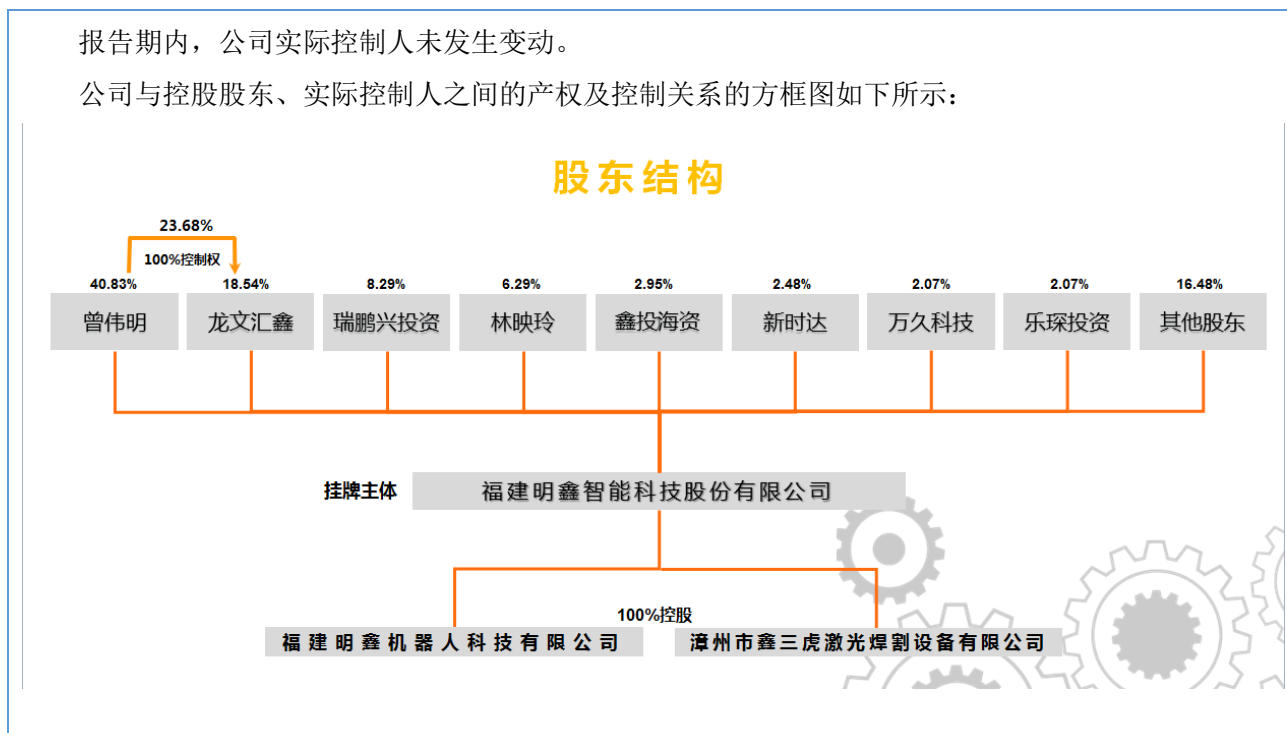 报告期内，公司实际控制人未发生变动。
公司与控股股东、实际控制人之间的产权及控制关系的方框图如下所示：
股东结构
23.68%
100%控制权
40.83% 18.54% 8.29% 6.29% 2.95% 2.48% 2.07% 2.07% 16.48%
曾伟明 龙文汇鑫 瑞鹏兴投资 林映玲 鑫投海资 新时达 万久科技 乐琛投资 其他股东
挂牌主体 福建明鑫智能科技股份有限公司
100%控股
福建明鑫机器人科技有限公司 漳州市鑫三虎激光焊割设备有限公司